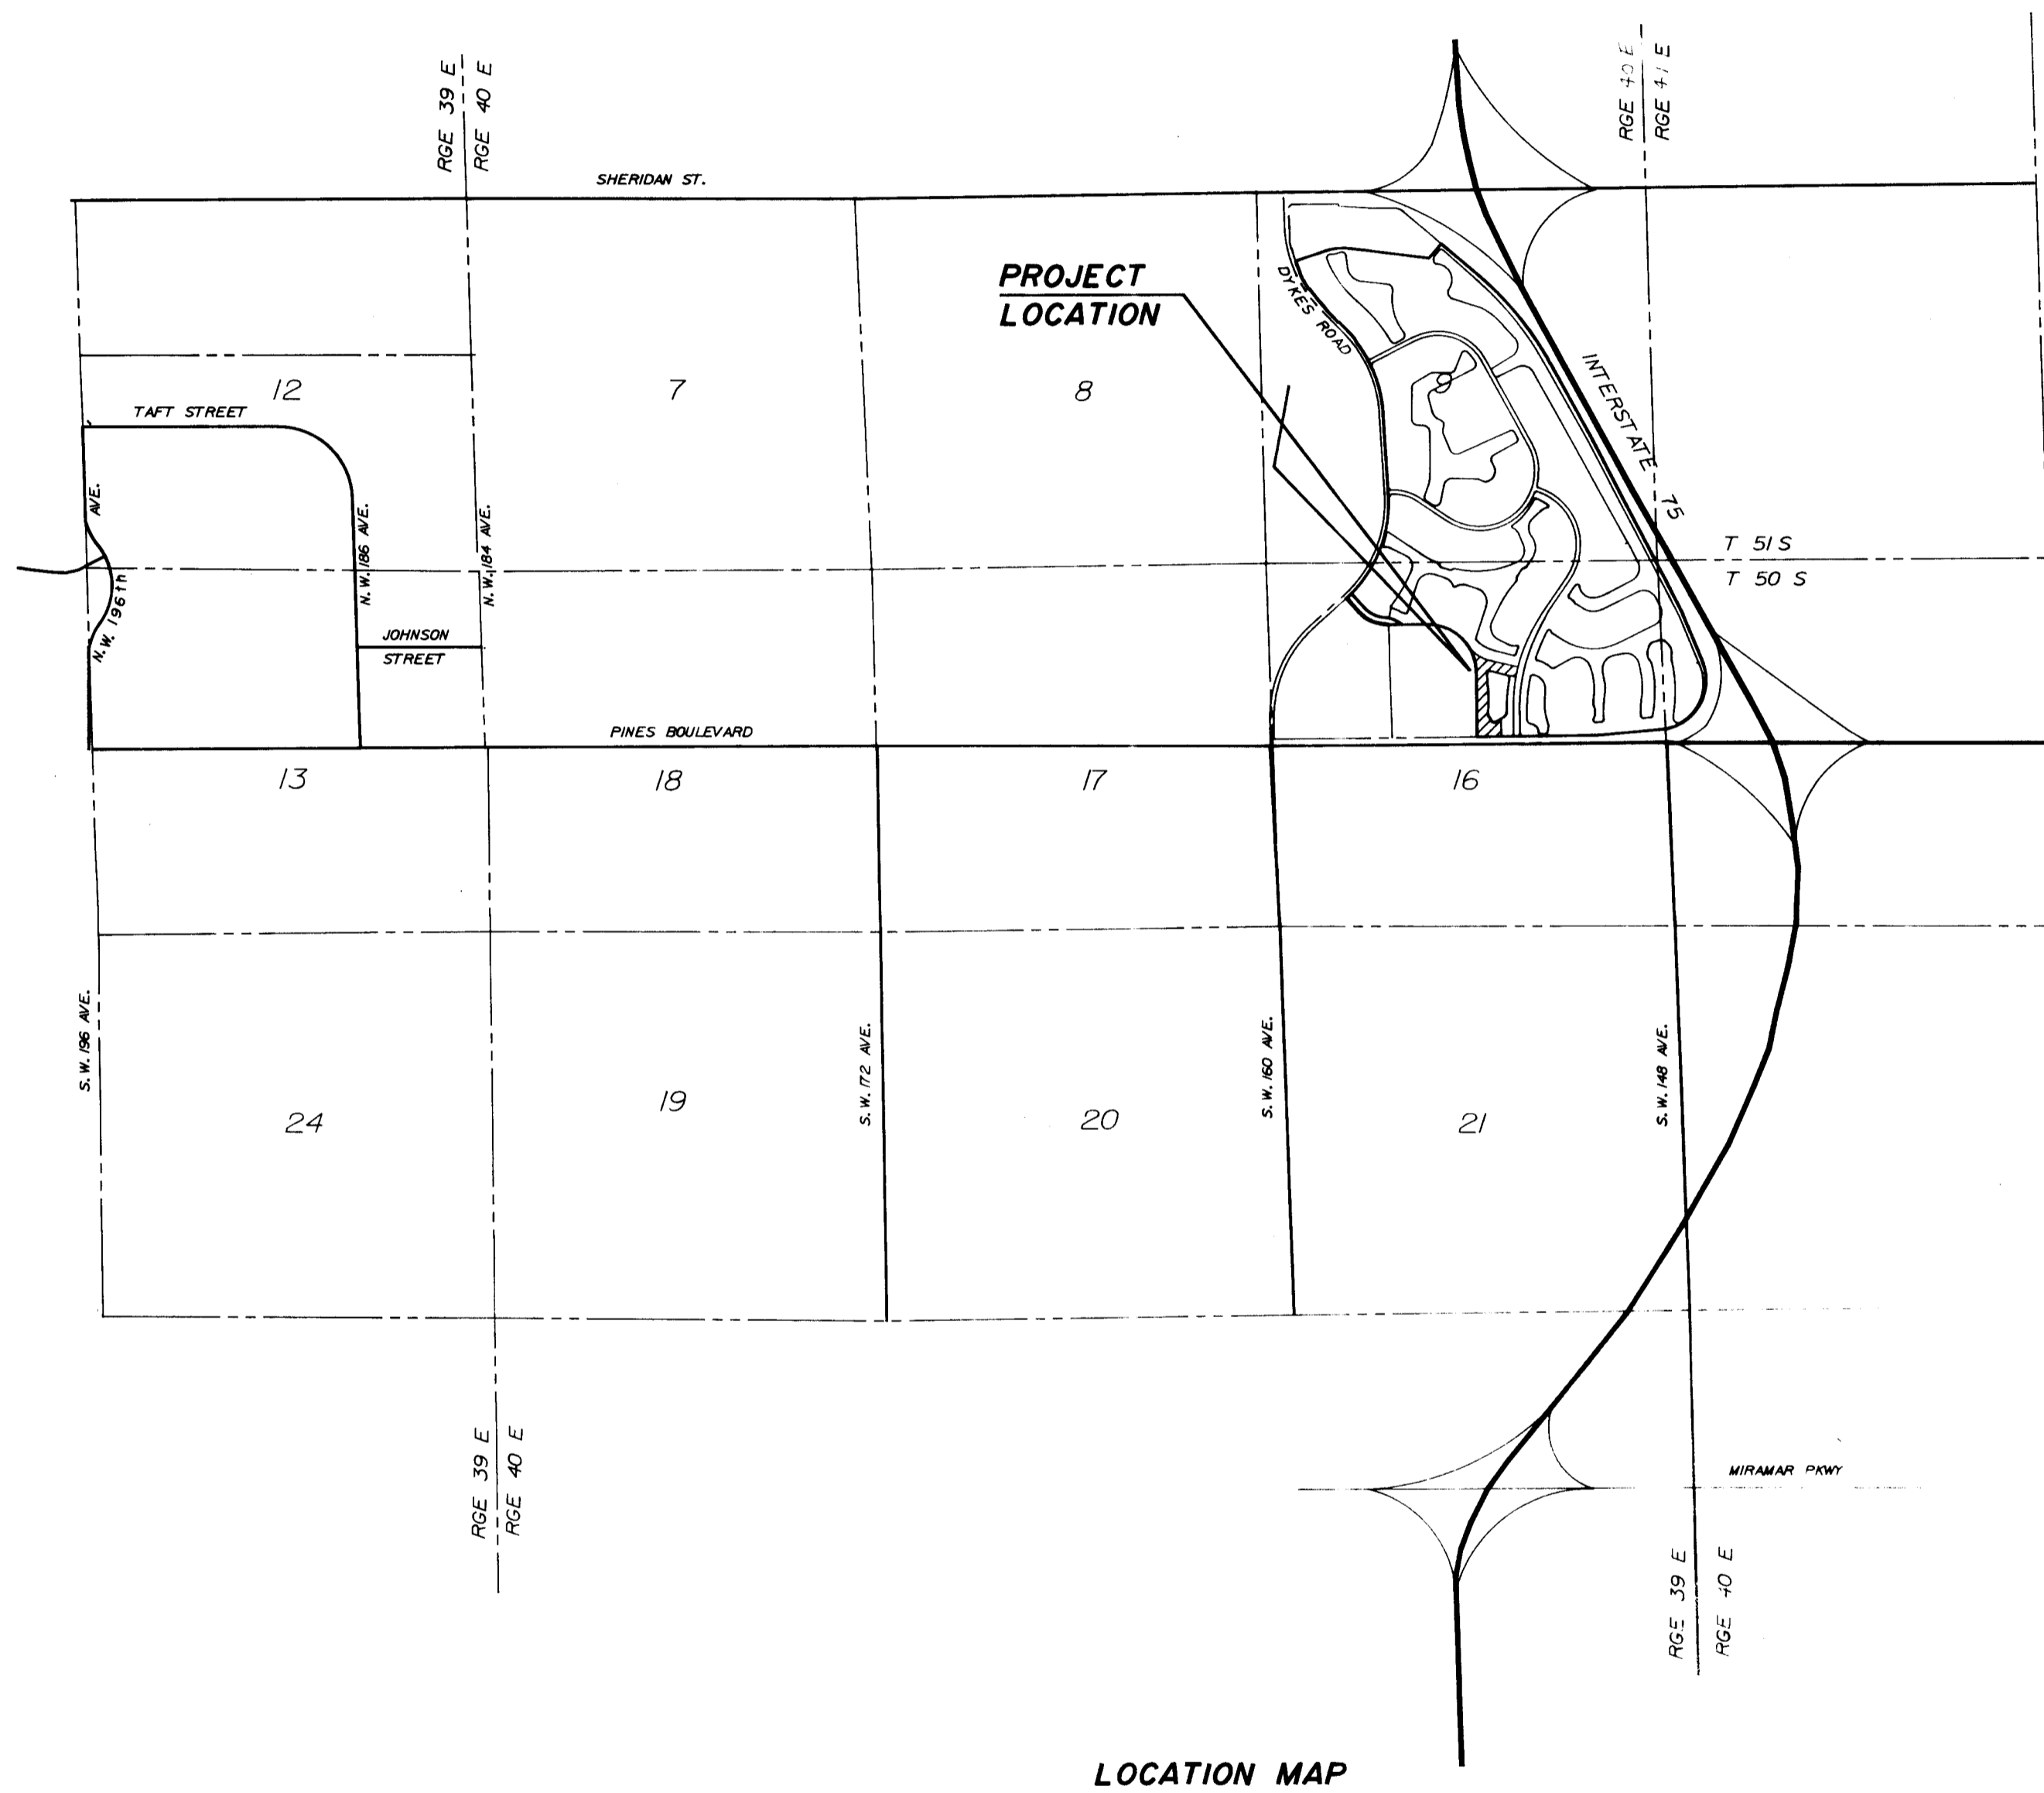 RGE 39 E
RGE 40 E
RGE 40 E
RGE 41 E
SHERIDAN ST.
PROJECT
LOCATION
DYKES ROAD
INTERSTATE 75
12
7
8
TAFT STREET
N.W. 196th AVE.
N.W. 186 AVE.
N.W. 184 AVE.
T 51 S
T 50 S
JOHNSON
STREET
PINES BOULEVARD
13
18
17
16
S.W. 196 AVE.
S.W. 172 AVE.
S.W. 160 AVE.
S.W. 148 AVE.
24
19
20
21
RGE 39 E
RGE 40 E
MIRAMAR PKWY
RGE 39 E
RGE 40 E
LOCATION MAP